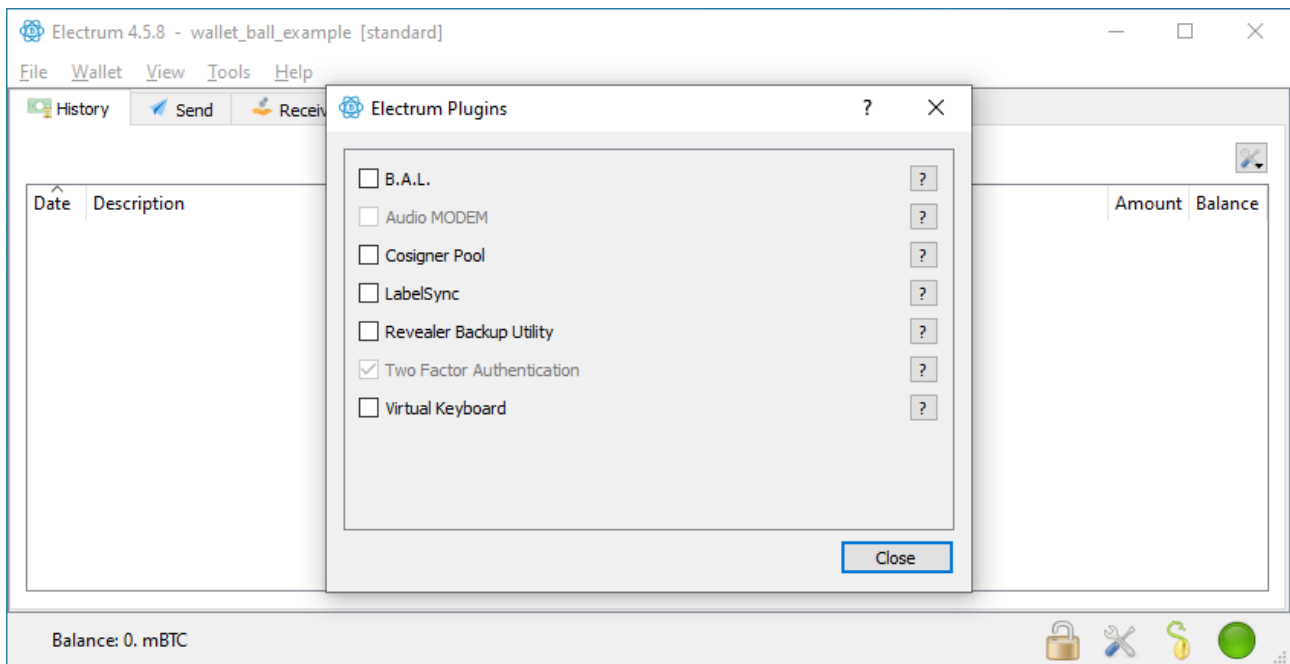 Electrum 4.5.8 - wallet_ball_example [standard]
File Wallet View Tools Help
History Send Receiv
Electrum Plugins ? ×
B.A.L. ?
Audio MODEM ?
Cosigner Pool ?
LabelSync ?
Revealer Backup Utility ?
Two Factor Authentication ?
Virtual Keyboard ?
Close
Date Description Amount Balance
Balance: 0. mBTC